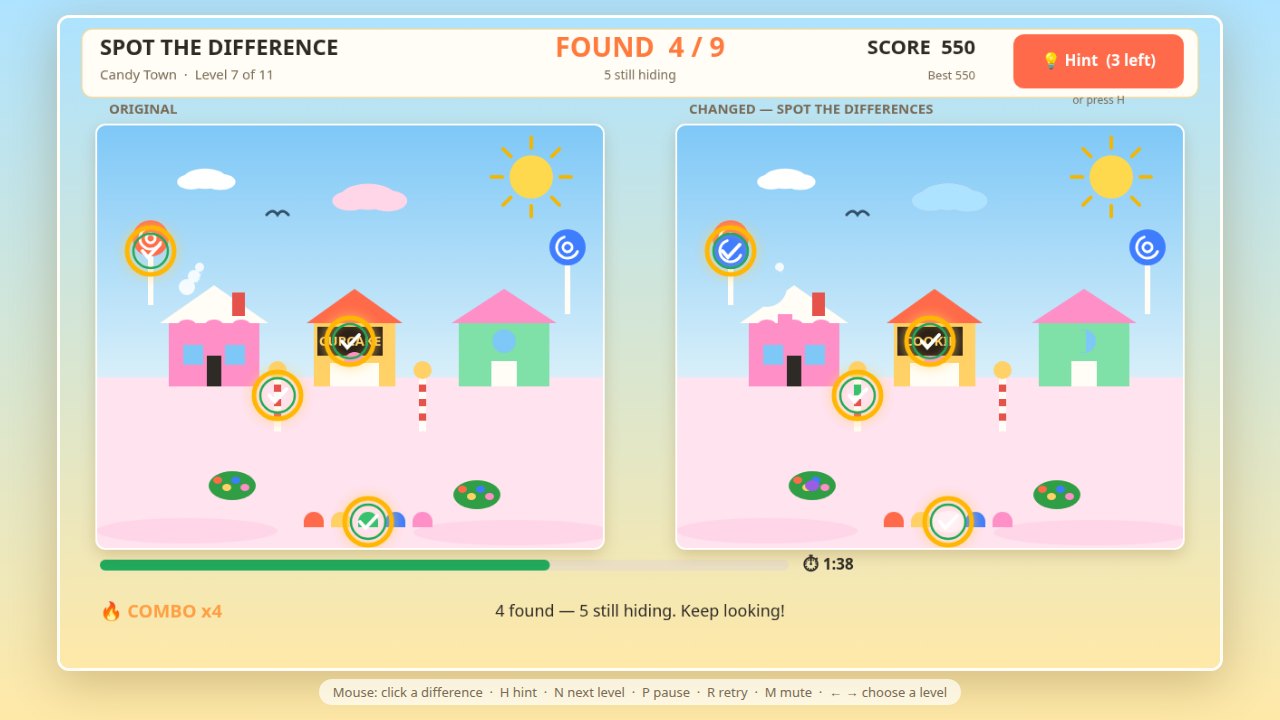 SPOT THE DIFFERENCE
Candy Town · Level 7 of 11
FOUND 4 / 9
5 still hiding
SCORE 550
Best 550
💡 Hint (3 left)
or press H
ORIGINAL
CHANGED — SPOT THE DIFFERENCES
⏱ 1:38
🔥 COMBO x4
4 found — 5 still hiding. Keep looking!
Mouse: click a difference · H hint · N next level · P pause · R retry · M mute · ← → choose a level